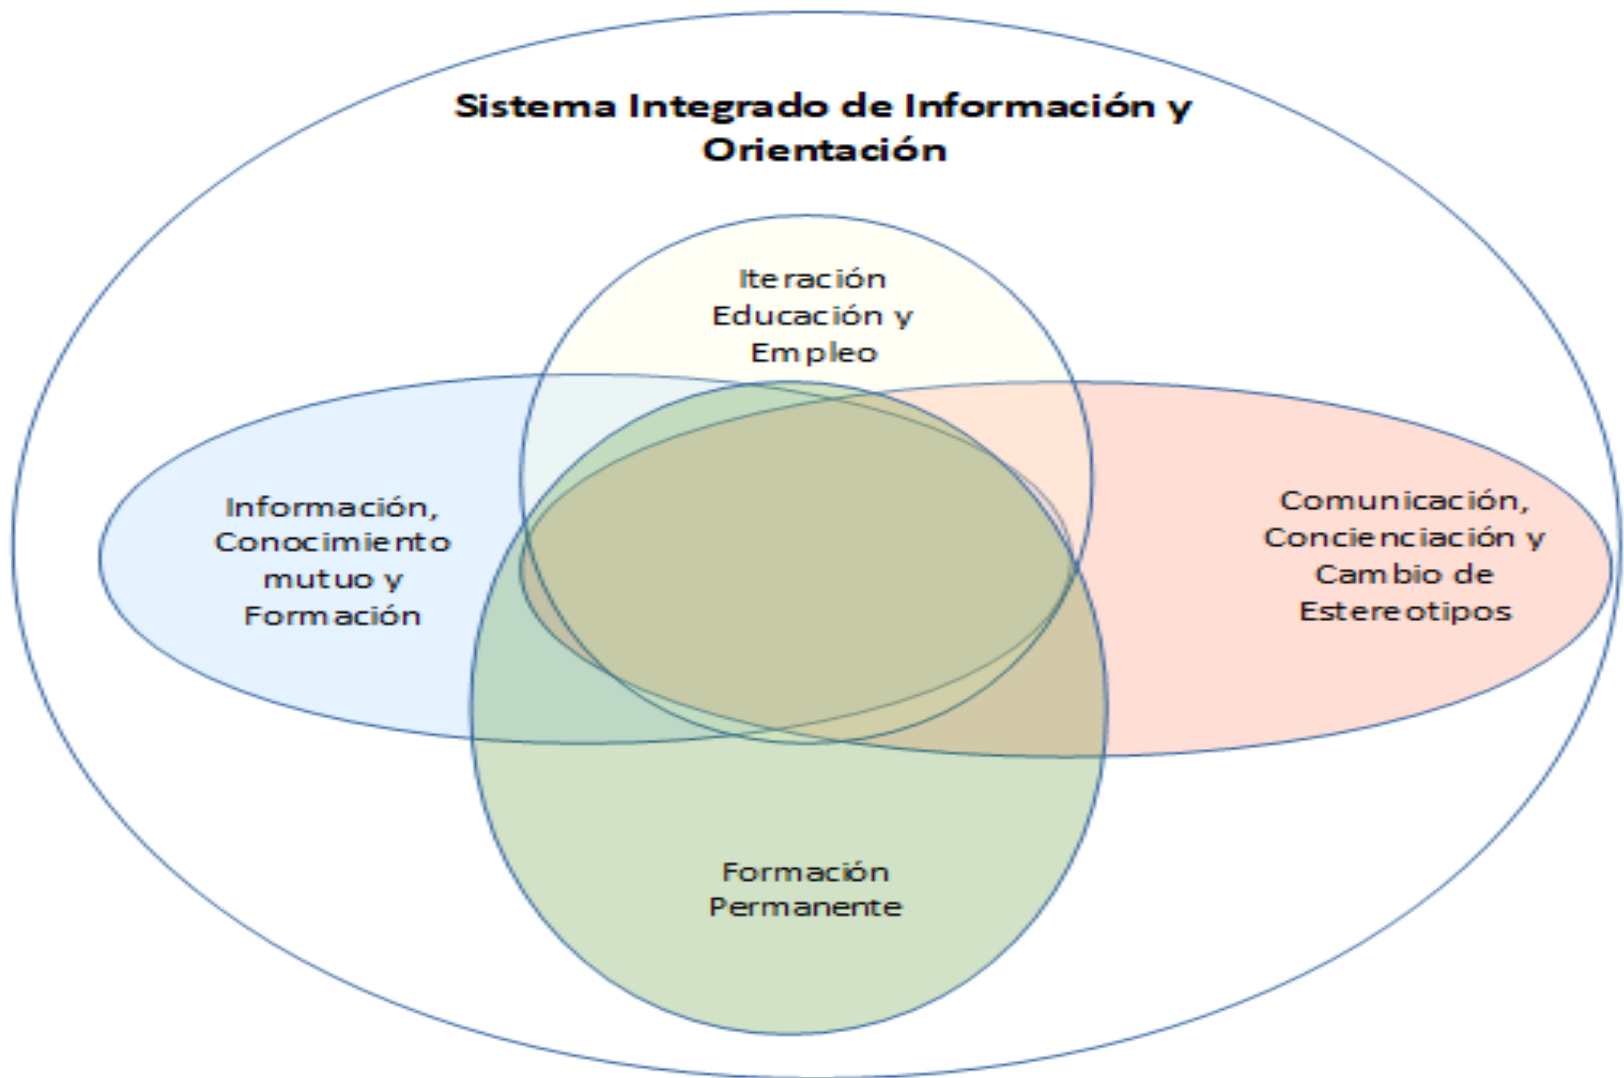 Sistema Integrado de Información y
Orientación
Iteración
Educación y
Empleo
Información,
Conocimiento
mutuo y
Formación
Comunicación,
Concienciación y
Cambio de
Estereotipos
Formación
Permanente